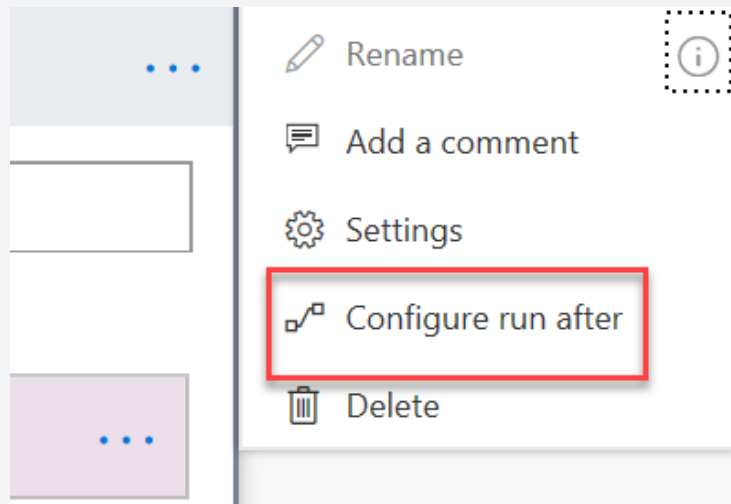 Rename
Add a comment
Settings
Configure run after
Delete